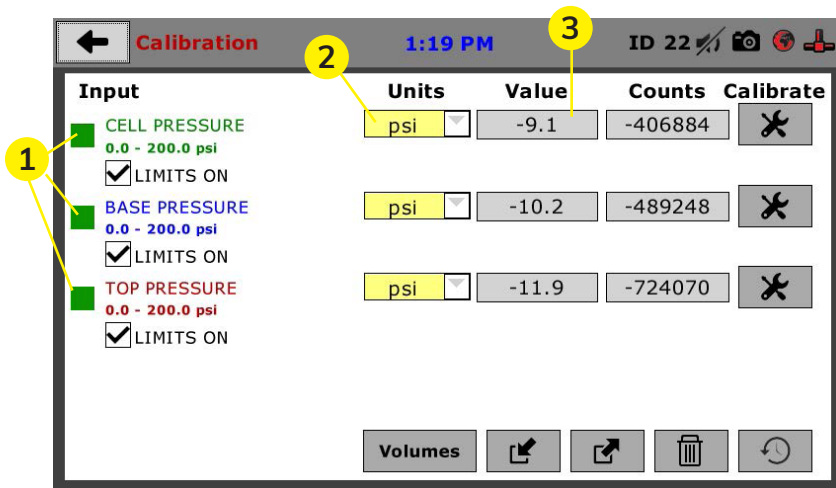 Calibration 1:19 PM ID 22
3
2
Input Units Value Counts Calibrate
CELL PRESSURE psi -9.1 -406884
0.0 - 200.0 psi
1
LIMITS ON
BASE PRESSURE psi -10.2 -489248
0.0 - 200.0 psi
LIMITS ON
TOP PRESSURE psi -11.9 -724070
0.0 - 200.0 psi
LIMITS ON
Volumes